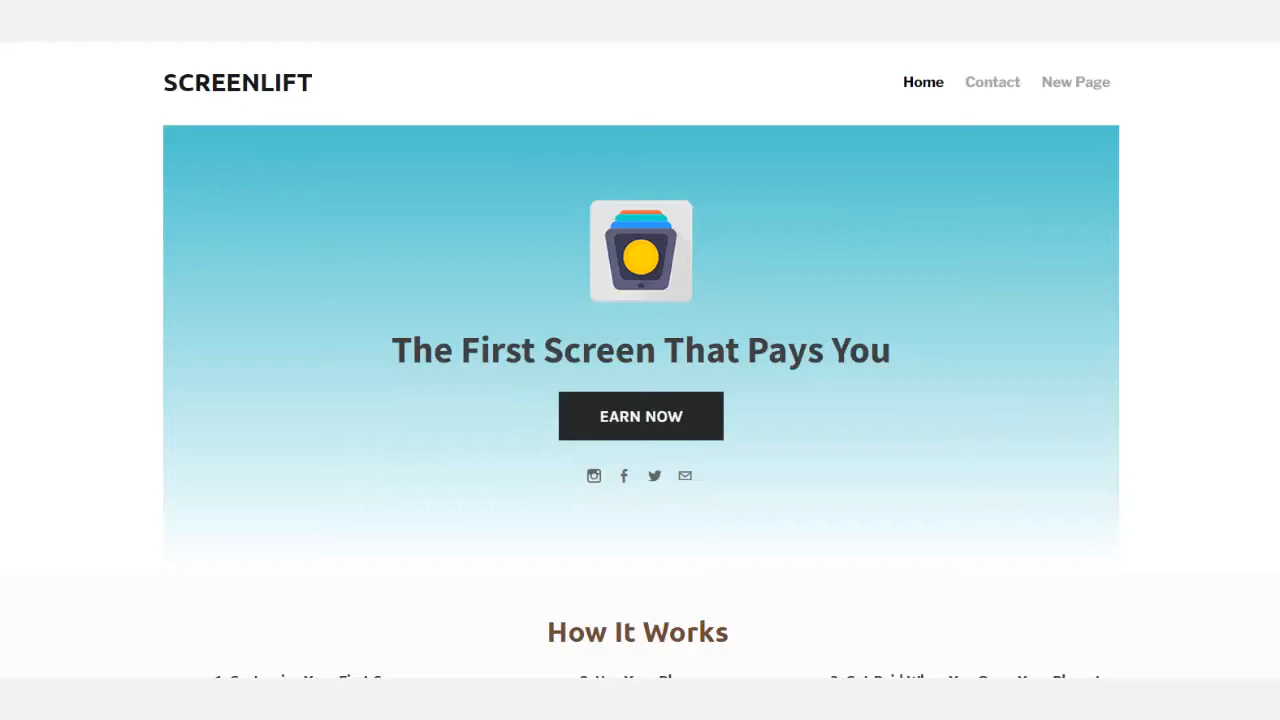 SCREENLIFT
Home Contact New Page
The First Screen That Pays You
EARN NOW
How It Works